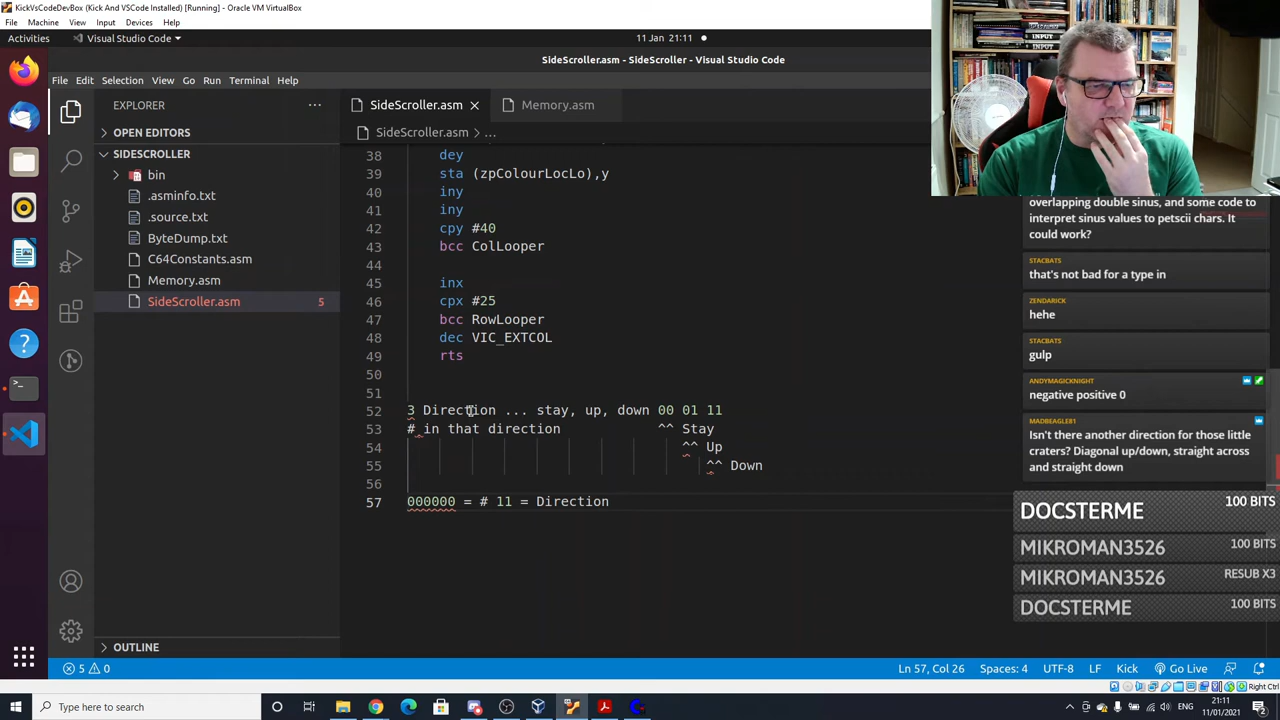 KickVsCodeDevBox (Kick And VSCode Installed) [Running] - Oracle VM VirtualBox
File Machine View Input Devices Help
Activities Visual Studio Code 11 Jan 21:11
SideScroller.asm - SideScroller - Visual Studio Code
File Edit Selection View Go Run Terminal Help
EXPLORER
OPEN EDITORS
SIDESCROLLER
bin
.asminfo.txt
.source.txt
ByteDump.txt
C64Constants.asm
Memory.asm
SideScroller.asm 5
OUTLINE
SideScroller.asm Memory.asm
SideScroller.asm ...
38 dey
39 sta (zpColourLocLo),y
40 iny
41 iny
42 cpy #40
43 bcc ColLooper
44
45 inx
46 cpx #25
47 bcc RowLooper
48 dec VIC_EXTCOL
49 rts
50
51
52 3 Direction ... stay, up, down 00 01 11
53 # in that direction ^^ Stay
54 ^^ Up
55 ^^ Down
56
57 000000 = # 11 = Direction
INPUT
INPUT
overlapping double sinus, and some code to
interpret sinus values to petscii chars. It
could work?
STACBATS
that's not bad for a type in
ZENDARICK
hehe
STACBATS
gulp
ANDYMAGICKNIGHT
negative positive 0
MADBEAGLE81
Isn't there another direction for those little
craters? Diagonal up/down, straight across
and straight down
DOCSTERME 100 BITS
MIKROMAN3526 100 BITS
MIKROMAN3526 RESUB X3
DOCSTERME 100 BITS
5 0 Ln 57, Col 26 Spaces: 4 UTF-8 LF Kick Go Live
Right Ctrl
Type here to search
21:11
11/01/2021